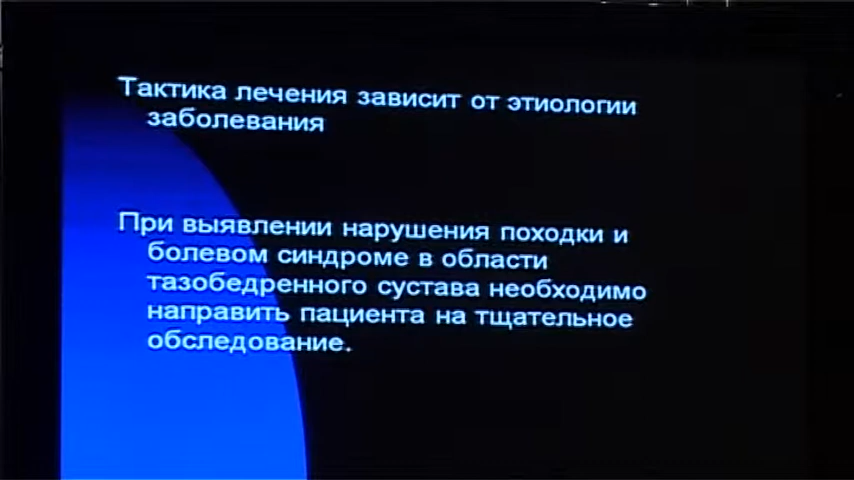 Тактика лечения зависит от этиологии
заболевания
При выявлении нарушения походки и
болевом синдроме в области
тазобедренного сустава необходимо
направить пациента на тщательное
обследование.